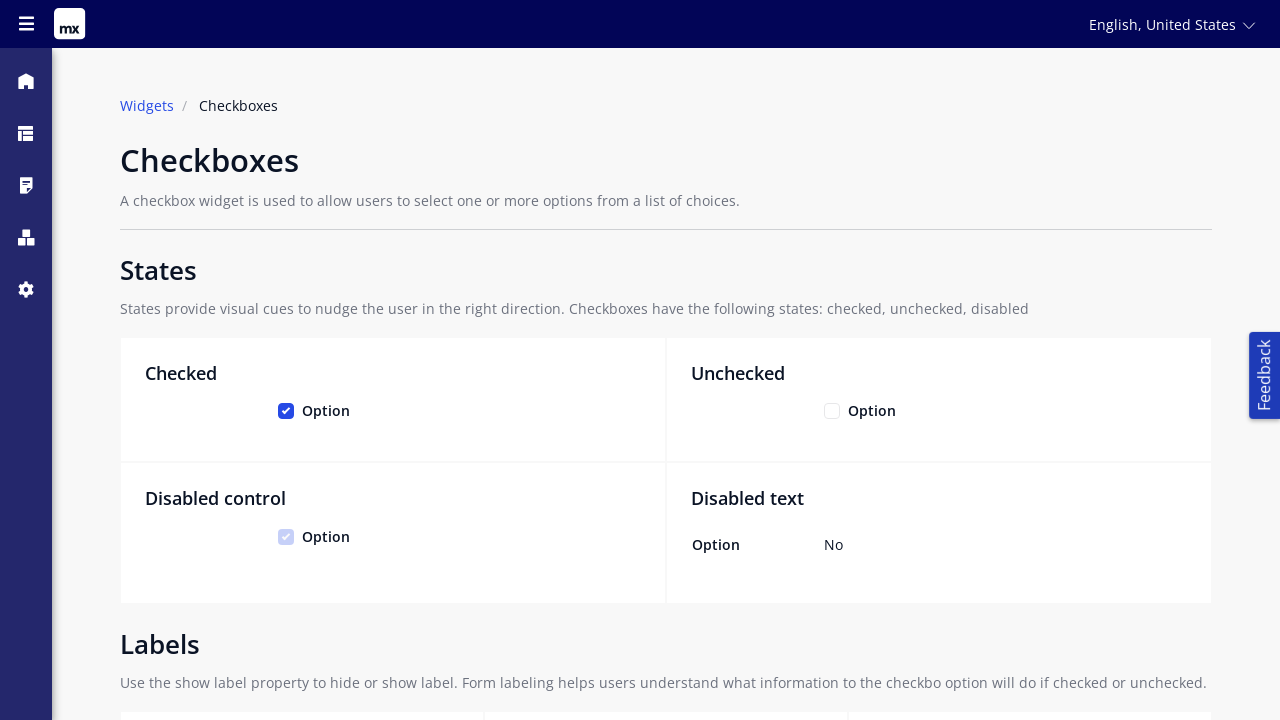 mx
English, United States
Widgets / Checkboxes
Checkboxes
A checkbox widget is used to allow users to select one or more options from a list of choices.
States
States provide visual cues to nudge the user in the right direction. Checkboxes have the following states: checked, unchecked, disabled
Checked
Option
Unchecked
Option
Feedback
Disabled control
Option
Disabled text
Option No
Labels
Use the show label property to hide or show label. Form labeling helps users understand what information to the checkbo option will do if checked or unchecked.